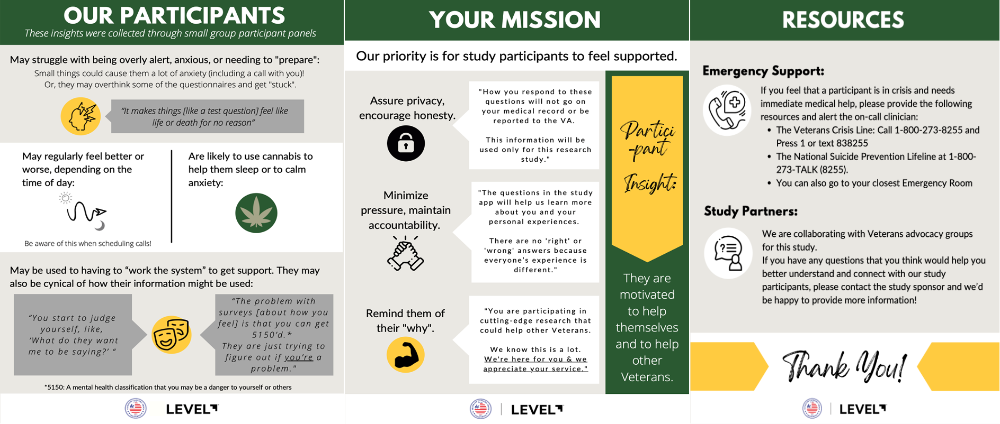 OUR PARTICIPANTS
These insights were collected through small group participant panels
May struggle with being overly alert, anxious, or needing to "prepare":
Small things could cause them a lot of anxiety (including a call with you)!
Or, they may overthink some of the questionnaires and get "stuck".
“It makes things [like a test question] feel like
life or death for no reason”
May regularly feel better or
worse, depending on the
time of day:
Be aware of this when scheduling calls!
Are likely to use cannabis to
help them sleep or to calm
anxiety:
May be used to having to “work the system” to get support. They may
also be cynical of how their information might be used:
“You start to judge
yourself, like,
‘What do they want
me to be saying?’ “
“The problem with
surveys [about how you
feel] is that you can get
5150’d.*
They are just trying to
figure out if you’re a
problem."
*5150: A mental health classification that you may be a danger to yourself or others
LEVEL
YOUR MISSION
Our priority is for study participants to feel supported.
Assure privacy,
encourage honesty.
"How you respond to these
questions will not go on
your medical record or be
reported to the VA.
This information will be
used only for this research
study."
Minimize
pressure, maintain
accountability.
"The questions in the study
app will help us learn more
about you and your
personal experiences.
There are no 'right' or
'wrong' answers because
everyone’s experience is
different."
Remind them of
their "why".
"You are participating in
cutting-edge research that
could help other Veterans.
We know this is a lot.
We're here for you & we
appreciate your service."
Partici
-pant
Insight:
They are
motivated
to help
themselves
and to help
other
Veterans.
LEVEL
RESOURCES
Emergency Support:
If you feel that a participant is in crisis and needs
immediate medical help, please provide the following
resources and alert the on-call clinician:
• The Veterans Crisis Line: Call 1-800-273-8255 and
Press 1 or text 838255
• The National Suicide Prevention Lifeline at 1-800-
273-TALK (8255).
• You can also go to your closest Emergency Room
Study Partners:
We are collaborating with Veterans advocacy groups
for this study.
If you have any questions that you think would help you
better understand and connect with our study
participants, please contact the study sponsor and we’d
be happy to provide more information!
Thank You!
LEVEL